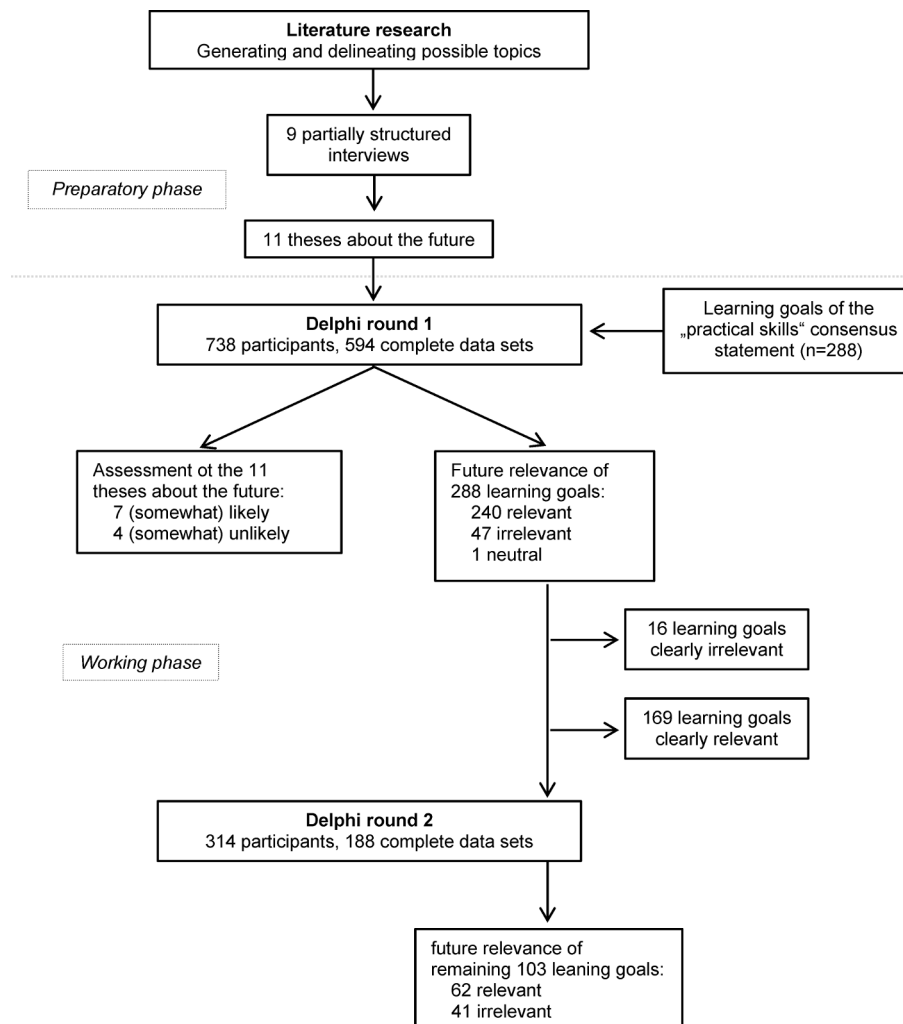 Literature research
Generating and delineating possible topics
9 partially structured
interviews
Preparatory phase
11 theses about the future
Delphi round 1
738 participants, 594 complete data sets
Learning goals of the
„practical skills“ consensus
statement (n=288)
Assessment ot the 11
theses about the future:
7 (somewhat) likely
4 (somewhat) unlikely
Future relevance of
288 learning goals:
240 relevant
47 irrelevant
1 neutral
16 learning goals
clearly irrelevant
Working phase
169 learning goals
clearly relevant
Delphi round 2
314 participants, 188 complete data sets
future relevance of
remaining 103 leaning goals:
62 relevant
41 irrelevant